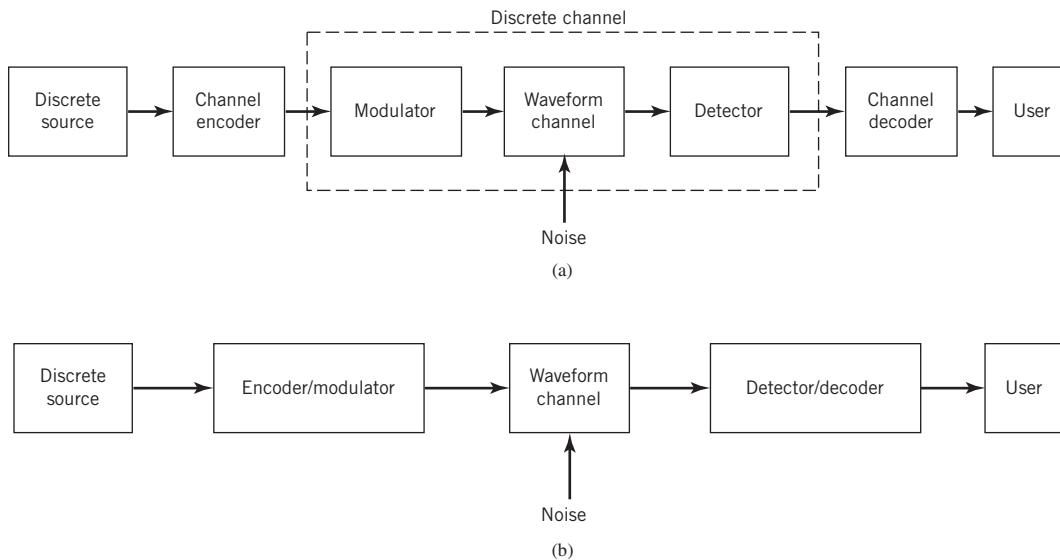 Discrete channel
Discrete
source
Channel
encoder
Modulator
Waveform
channel
Detector
Channel
decoder
User
Noise
(a)
Discrete
source
Encoder/modulator
Waveform
channel
Detector/decoder
User
Noise
(b)